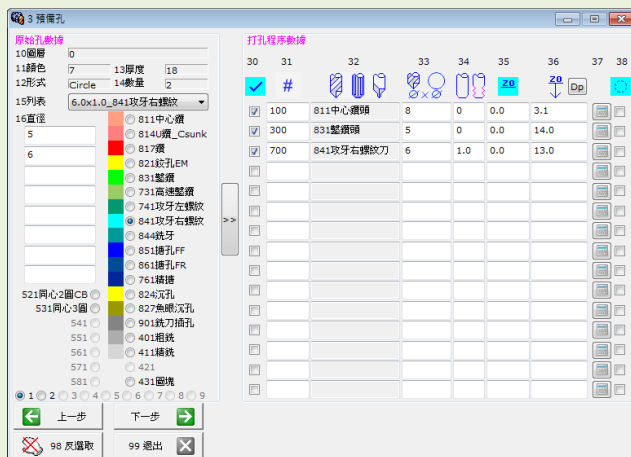 3 預備孔
原始孔數據
10圖層 0
11顏色 7 13厚度 18
12形式 Circle 14數量 2
15列表 6.0x1.0_841攻牙右螺紋
16直徑
5
6
811中心鑽
814U鑽_Csunk
817鑽
821鉸孔EM
831鑿鑽
731高速鑿鑽
741攻牙左螺紋
841攻牙右螺紋
844銑牙
851搪孔FF
861搪孔FR
761精搪
521同心2圓CB 824沉孔
531同心3圓 827魚眼沉孔
541 901銑刀插孔
551 401粗銑
561 411精銑
571 421
581 431圓塊
1 2 3 4 5 6 7 8 9
上一步 下一步
98 反選取 99 退出
>>
打孔程序數據
30 31 32 33 34 35 36 37 38
# Ø×Ø Z0 Z0 Dp
100 811中心鑽頭 8 0 0.0 3.1
300 831鑿鑽頭 5 0 0.0 14.0
700 841攻牙右螺紋刀 6 1.0 0.0 13.0